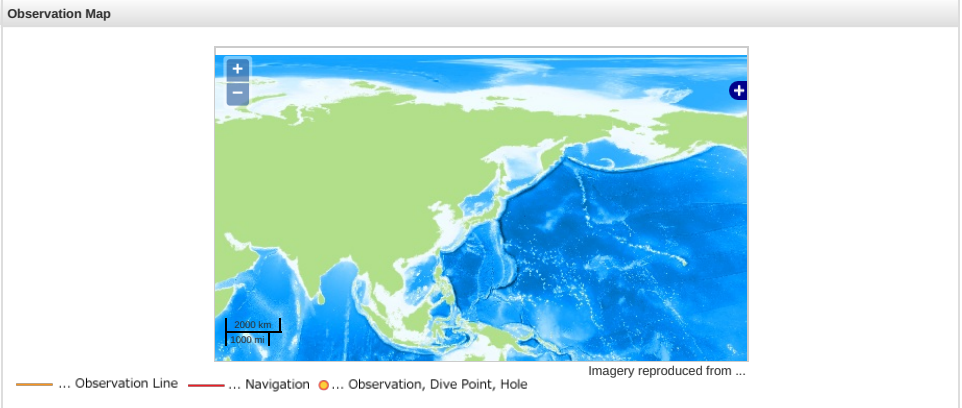 Observation Map
+
−
+
2000 km
1000 mi
Imagery reproduced from ...
... Observation Line ... Navigation ... Observation, Dive Point, Hole